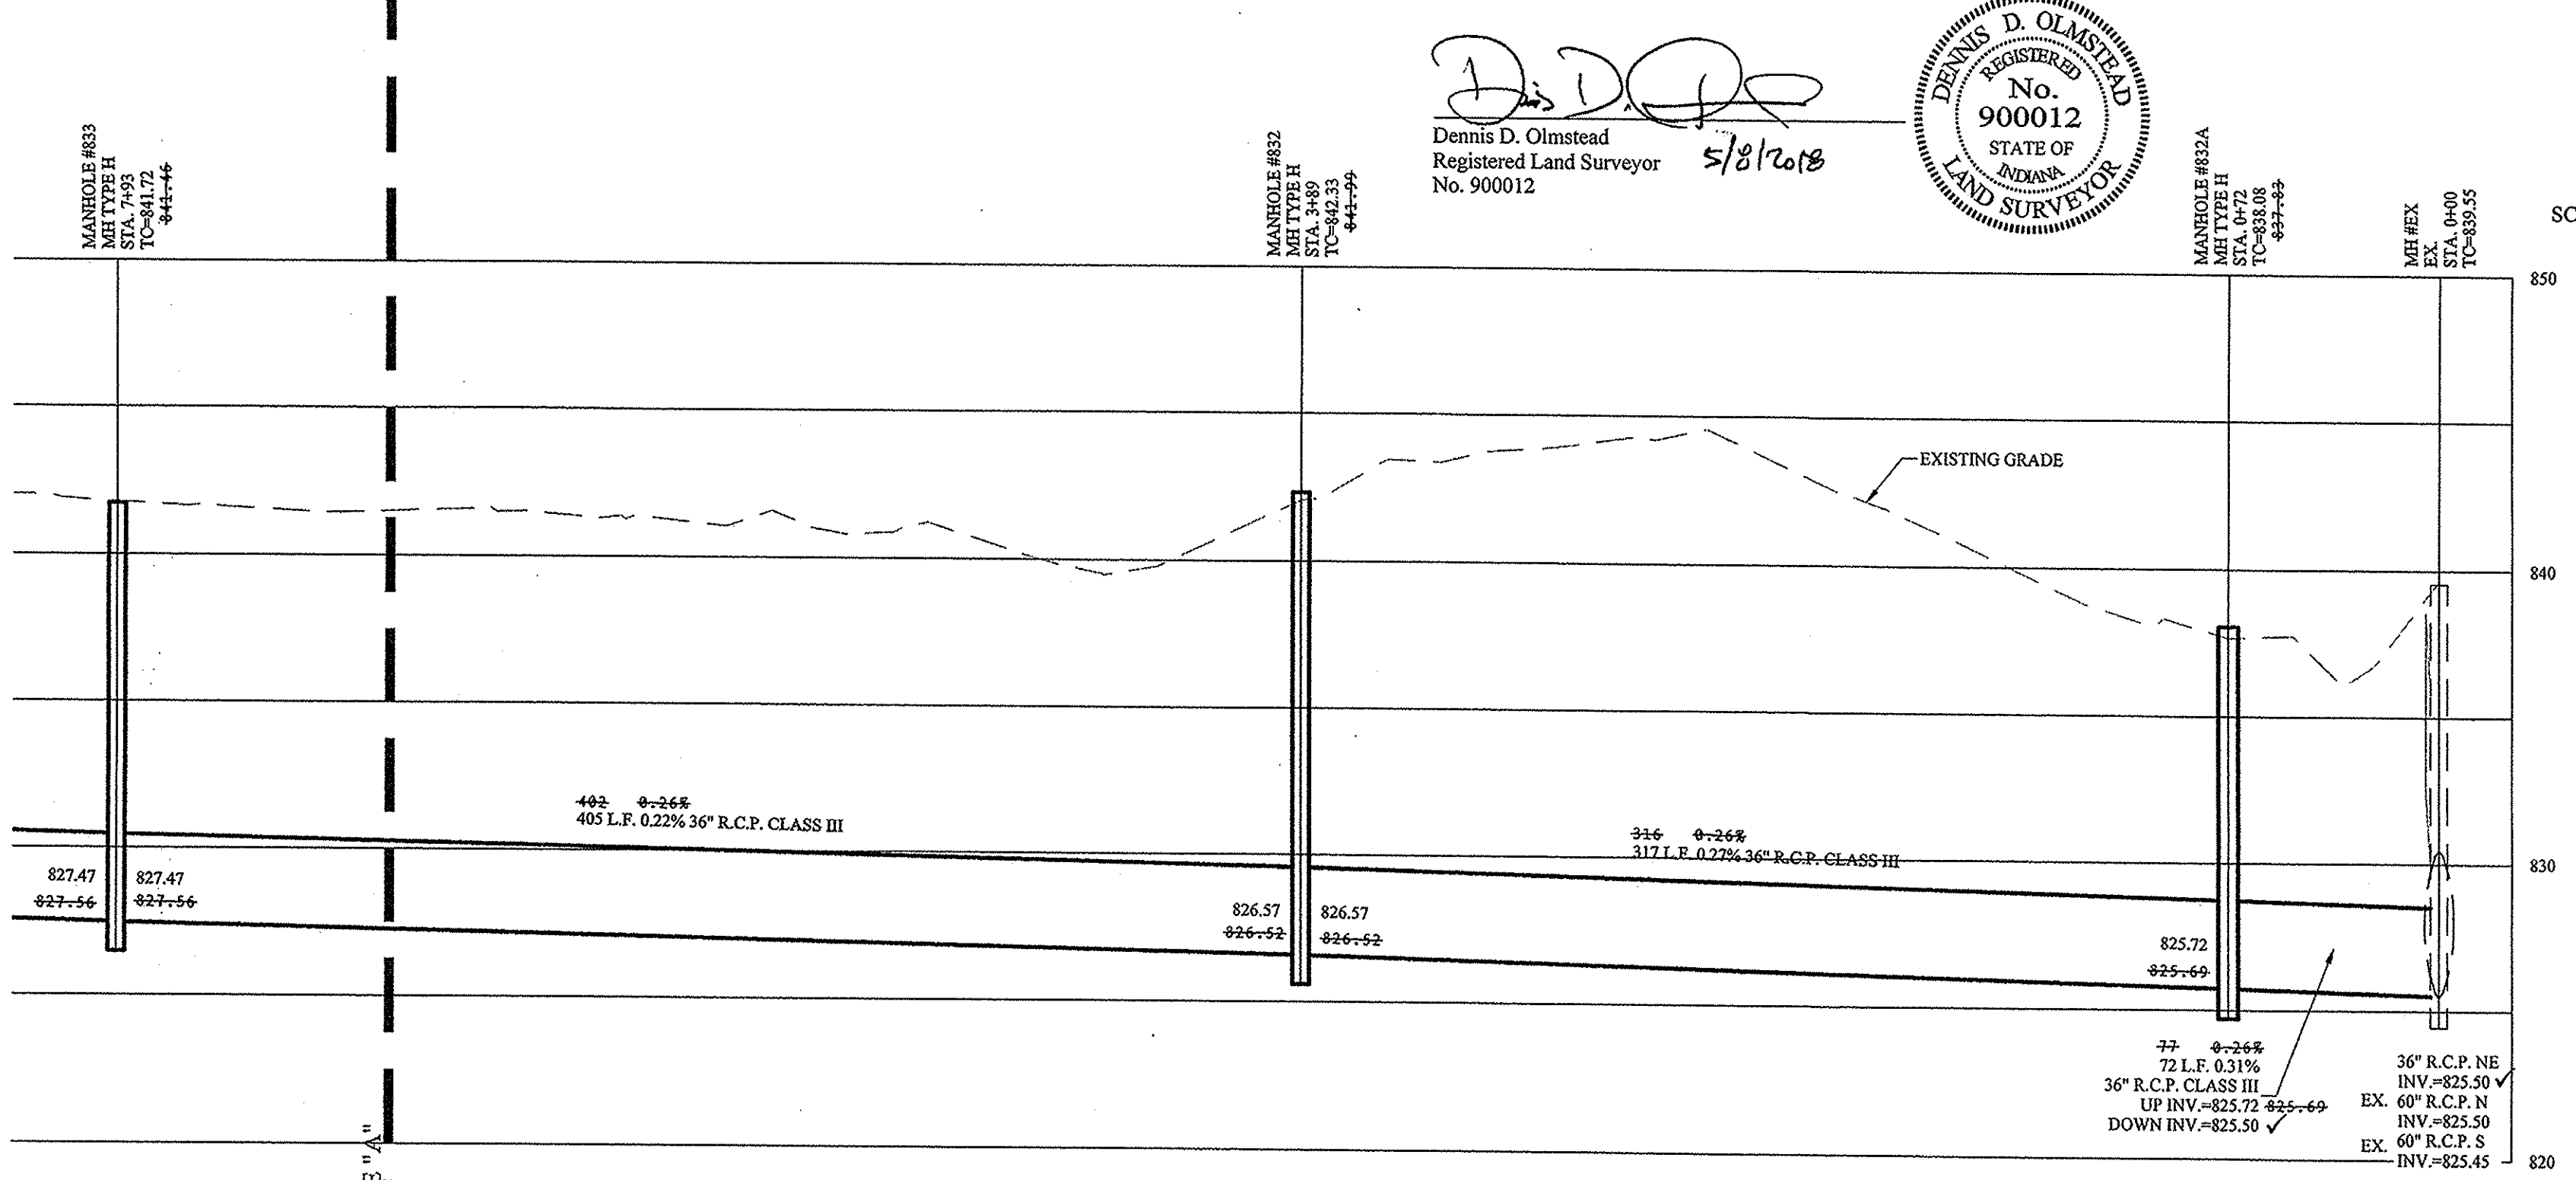 Dennis D. Olmstead
Registered Land Surveyor
No. 900012
5/8/2018
DENNIS D. OLMSTEAD
REGISTERED
No.
900012
STATE OF
INDIANA
LAND SURVEYOR
MANHOLE #833
MH TYPE H
STA. 7+93
TC=841.72
841.46
MANHOLE #832
MH TYPE H
STA. 3+89
TC=842.33
841.99
MANHOLE #832A
MH TYPE H
STA. 0+72
TC=838.08
837.83
MH #EX
EX.
STA. 0+00
TC=839.55
SC
850
EXISTING GRADE
840
402 0.26%
405 L.F. 0.22% 36" R.C.P. CLASS III
316 0.26%
317 L.F. 0.27% 36" R.C.P. CLASS III
830
827.47 827.47
827.56 827.56
826.57 826.57
826.52 826.52
825.72
825.69
77 0.26%
72 L.F. 0.31%
36" R.C.P. CLASS III
UP INV.=825.72 825.69
DOWN INV.=825.50 ✓
36" R.C.P. NE
INV.=825.50 ✓
EX. 60" R.C.P. N
INV.=825.50
EX. 60" R.C.P. S
INV.=825.45
820
"A"